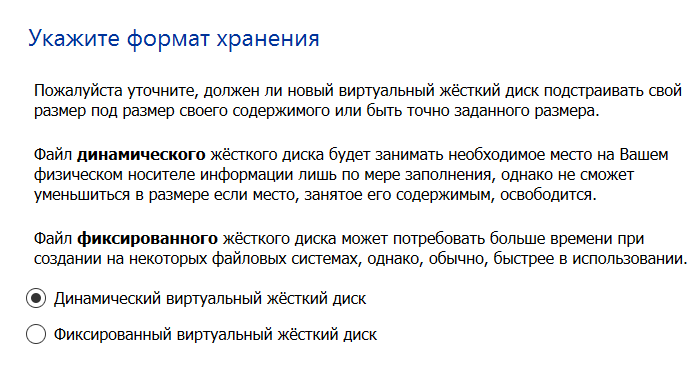 Укажите формат хранения
Пожалуйста уточните, должен ли новый виртуальный жёсткий диск подстраивать свой
размер под размер своего содержимого или быть точно заданного размера.
Файл динамического жёсткого диска будет занимать необходимое место на Вашем
физическом носителе информации лишь по мере заполнения, однако не сможет
уменьшиться в размере если место, занятое его содержимым, освободится.
Файл фиксированного жёсткого диска может потребовать больше времени при
создании на некоторых файловых системах, однако, обычно, быстрее в использовании.
Динамический виртуальный жёсткий диск
Фиксированный виртуальный жёсткий диск